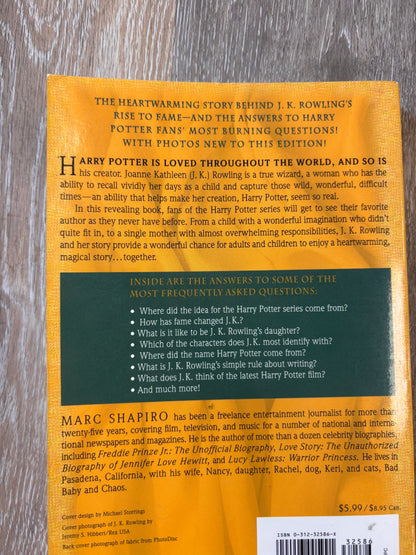 THE HEARTWARMING STORY BEHIND J. K. ROWLING'S
RISE TO FAME—AND THE ANSWERS TO HARRY
POTTER FANS' MOST BURNING QUESTIONS!
WITH PHOTOS NEW TO THIS EDITION!
HARRY POTTER IS LOVED THROUGHOUT THE WORLD, AND SO IS
his creator. Joanne Kathleen (J. K.) Rowling is a true wizard, a woman who has the
ability to recall vividly her days as a child and capture those wild, wonderful, difficult
times—an ability that helps make her creation, Harry Potter, seem so real.
In this revealing book, fans of the Harry Potter series will get to see their favorite
author as they never have before. From a child with a wonderful imagination who didn't
quite fit in, to a single mother with almost overwhelming responsibilities, J. K. Rowling
and her story provide a wonderful chance for adults and children to enjoy a heartwarming,
magical story...together.
INSIDE ARE THE ANSWERS TO SOME OF THE
MOST FREQUENTLY ASKED QUESTIONS:
• Where did the idea for the Harry Potter series come from?
• How has fame changed J.K.?
• What is it like to be J. K. Rowling's daughter?
• Which of the characters does J.K. most identify with?
• Where did the name Harry Potter come from?
• What is J. K. Rowling's simple rule about writing?
• What does J.K. think of the latest Harry Potter film?
• And much more!
MARC SHAPIRO has been a freelance entertainment journalist for more than
twenty-five years, covering film, television, and music for a number of national and interna-
tional newspapers and magazines. He is the author of more than a dozen celebrity biographies,
including Freddie Prinze Jr.: The Unofficial Biography, Love Story: The Unauthorized
Biography of Jennifer Love Hewitt, and Lucy Lawless: Warrior Princess. He lives in
Pasadena, California, with his wife, Nancy, daughter, Rachel, dog, Keri, and cats, Bad
Baby and Chaos.
$5.99/$8.95 Can.
Cover design by Michael Storrings
Cover photograph of J. K. Rowling by
Jeremy S. Hibbert/Rex USA
Back cover photograph of fabric from PhotoDisc
ISBN 0-312-32586-X
32586